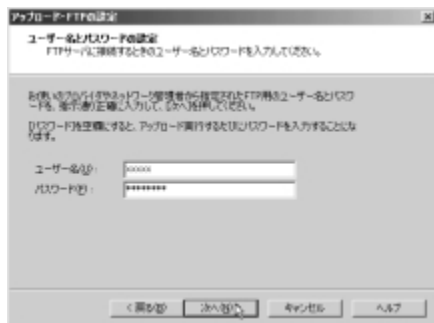 アップロード-FTPの設定
ユーザー名とパスワードの設定
FTPサーバに接続するときのユーザー名とパスワードを入力してください。
お使いのプロバイダやネットワーク管理者から指定されたFTP用のユーザー名とパスワ
ードを、指示通り正確に入力して、[次へ]を押してください。
[パスワード]を空欄にすると、アップロード実行するたびにパスワードを入力することにな
ります。
ユーザー名(U):
パスワード(P): ********
< 戻る(B) 次へ(N) > キャンセル ヘルプ